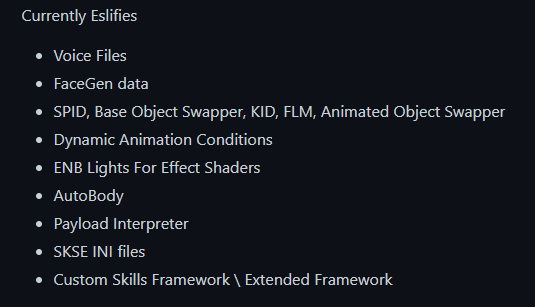 Currently Eslifies
• Voice Files
• FaceGen data
• SPID, Base Object Swapper, KID, FLM, Animated Object Swapper
• Dynamic Animation Conditions
• ENB Lights For Effect Shaders
• AutoBody
• Payload Interpreter
• SKSE INI files
• Custom Skills Framework \ Extended Framework